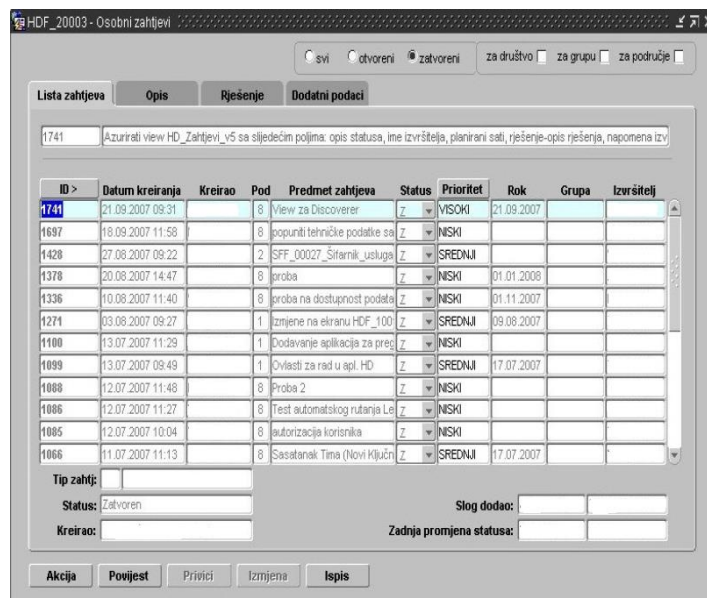 HDF_20003 - Osobni zahtjevi
svi otvoreni zatvoreni za društvo za grupu za područje
Lista zahtjeva Opis Rješenje Dodatni podaci
1741 Azurirati view HD_Zahtjevi_v5 sa slijedećim poljima: opis statusa, ime izvršitelja, planirani sati, rješenje-opis rješenja, napomena izv
ID > Datum kreiranja Kreirao Pod Predmet zahtjeva Status Prioritet Rok Grupa Izvršitelj
1741 21.09.2007 09:31 8 View za Discoverer Z VISOKI 21.09.2007
1697 18.09.2007 11:58 8 popuniti tehničke podatke sa Z NISKI
1428 27.08.2007 09:22 2 SFF_00027_Šifarnik_usluga Z SREDNJI
1378 20.08.2007 14:47 8 proba Z NISKI 01.01.2008
1336 10.08.2007 11:40 8 proba na dostupnost podata Z NISKI 01.11.2007
1271 03.08.2007 09:27 1 Izmjene na ekranu HDF_100 Z SREDNJI 09.08.2007
1100 13.07.2007 11:29 1 Dodavanje aplikacija za preg Z NISKI
1099 13.07.2007 09:49 1 Ovlasti za rad u apl. HD Z SREDNJI 17.07.2007
1088 12.07.2007 11:48 8 Proba 2 Z NISKI
1086 12.07.2007 11:27 8 Test automatskog rutanja Le Z NISKI
1085 12.07.2007 10:04 8 autorizacija korisnika Z NISKI
1066 11.07.2007 11:13 8 Sasatanak Tima (Novi Ključn Z SREDNJI 17.07.2007
Tip zahtj:
Status: Zatvoren Slog dodao:
Kreirao: Zadnja promjena statusa:
Akcija Povijest Privici Izmjena Ispis